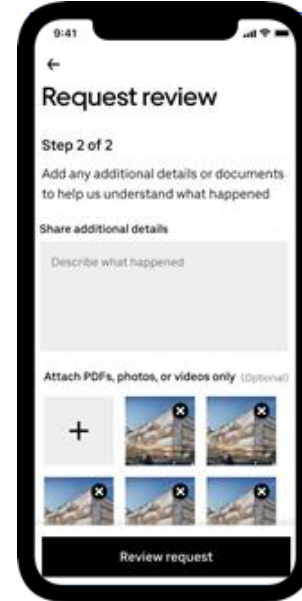 9:41
Request review
Step 2 of 2
Add any additional details or documents
to help us understand what happened
Share additional details
Describe what happened
Attach PDFs, photos, or videos only (Optional)
Review request